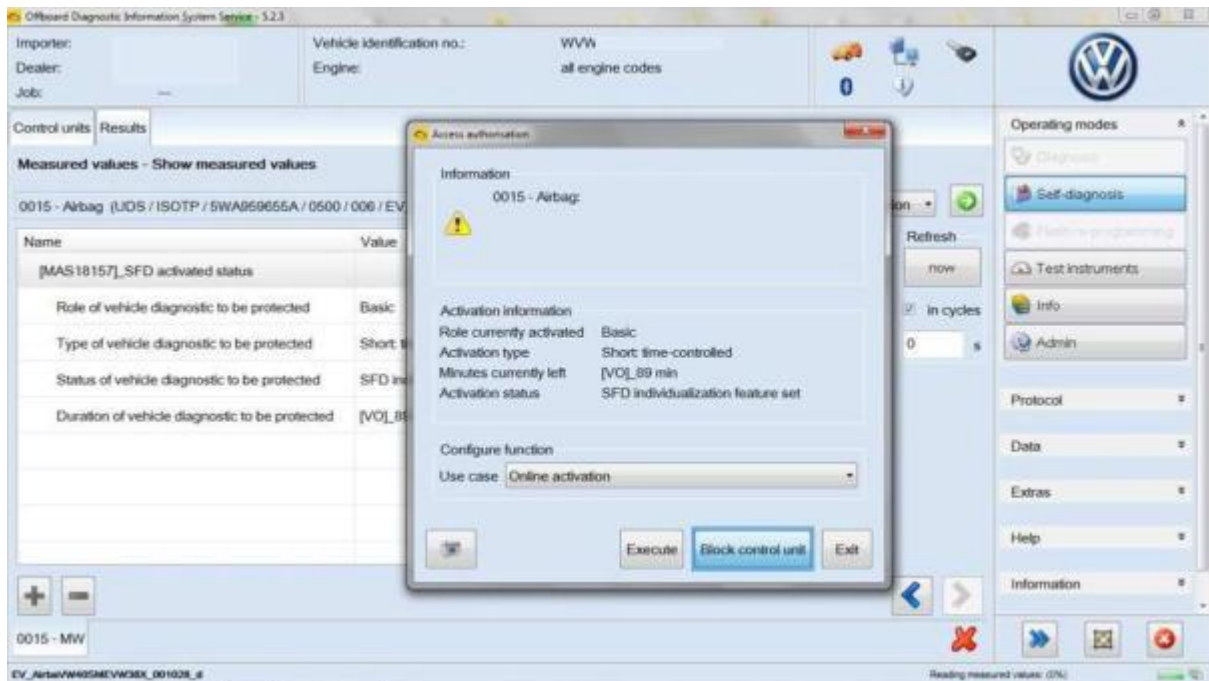 Offboard Diagnostic Information System Service - 5.2.3
Importer:
Dealer:
Job: ---
Vehicle identification no.: WVW
Engine: all engine codes
Control units Results
Measured values - Show measured values
0015 - Airbag (UDS / ISOTP / 5WA959655A / 0500 / 006 / EV
Name Value
[MAS18157]_SFD activated status
Role of vehicle diagnostic to be protected Basic
Type of vehicle diagnostic to be protected Short
Status of vehicle diagnostic to be protected SFD
Duration of vehicle diagnostic to be protected
Refresh
now
in cycles
0 s
Access authorisation
Information
0015 - Airbag:
Activation information
Role currently activated Basic
Activation type Short: time-controlled
Minutes currently left [VO]_89 min
Activation status SFD individualization feature set
Configure function
Use case Online activation
Execute Block control unit Exit
Operating modes
Diagnosis
Self-diagnosis
Test instruments
Info
Admin
Protocol
Data
Extras
Help
Information
0015 - MW
Reading measured values: (0%)